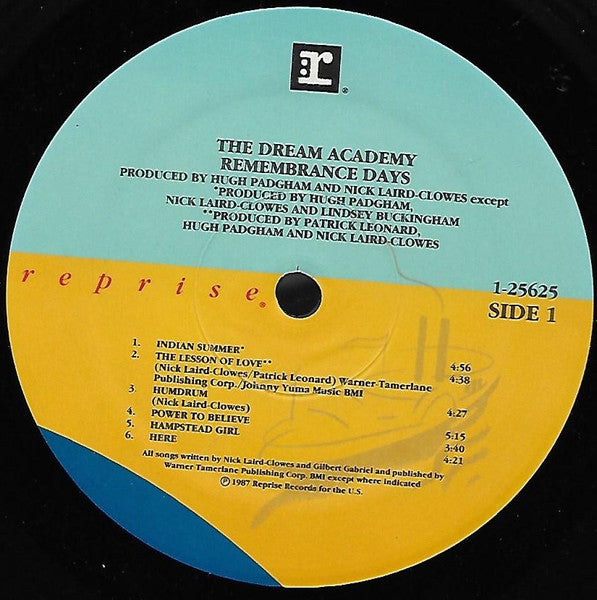 r®
THE DREAM ACADEMY
REMEMBRANCE DAYS
PRODUCED BY HUGH PADGHAM AND NICK LAIRD-CLOWES except
*PRODUCED BY HUGH PADGHAM,
NICK LAIRD-CLOWES AND LINDSEY BUCKINGHAM
**PRODUCED BY PATRICK LEONARD,
HUGH PADGHAM AND NICK LAIRD-CLOWES
reprise®
1-25625
SIDE 1
1. INDIAN SUMMER* 4:56
2. THE LESSON OF LOVE** 4:38
(Nick Laird-Clowes/Patrick Leonard) Warner-Tamerlane
Publishing Corp./Johnny Yuma Music BMI
3. HUMDRUM 4:27
(Nick Laird-Clowes)
4. POWER TO BELIEVE 5:15
5. HAMPSTEAD GIRL 3:40
6. HERE 4:21
All songs written by Nick Laird-Clowes and Gilbert Gabriel and published by
Warner Tamerlane Publishing Corp. BMI except where indicated
℗ 1987 Reprise Records for the U.S.